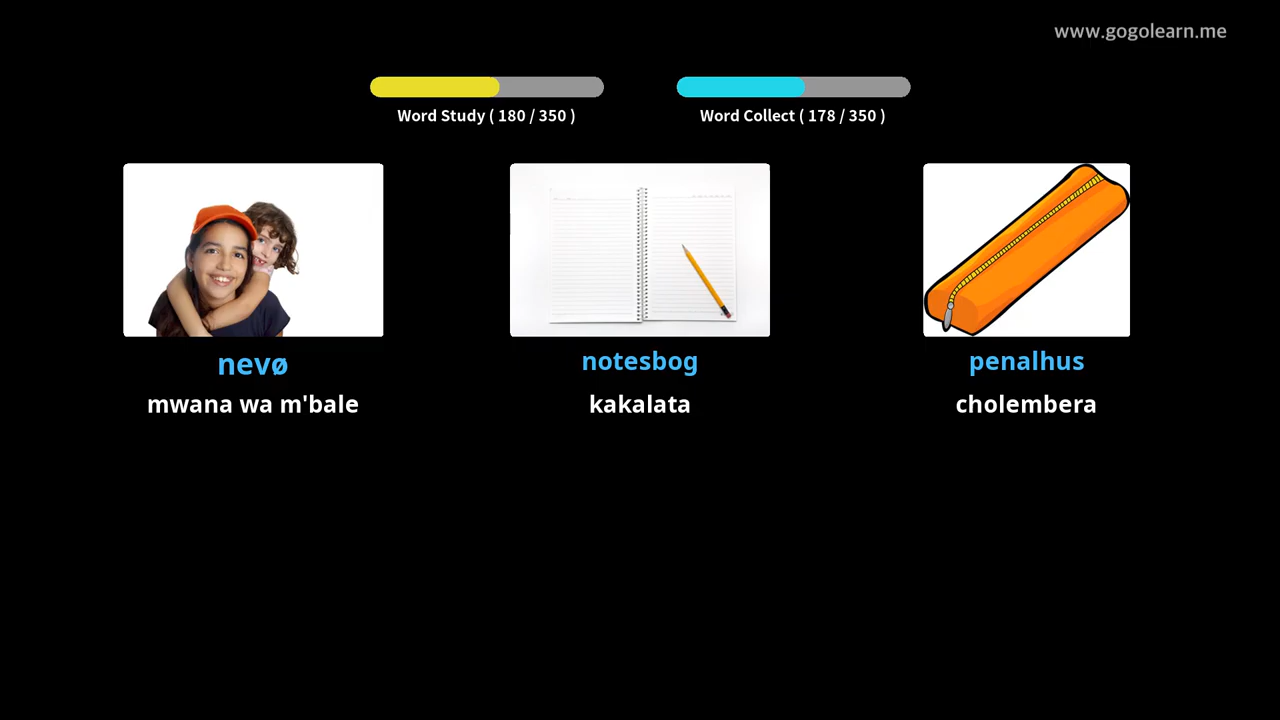 www.gogolearn.me
Word Study ( 180 / 350 )
Word Collect ( 178 / 350 )
nevø
notesbog
penalhus
mwana wa m'bale
kakalata
cholembera